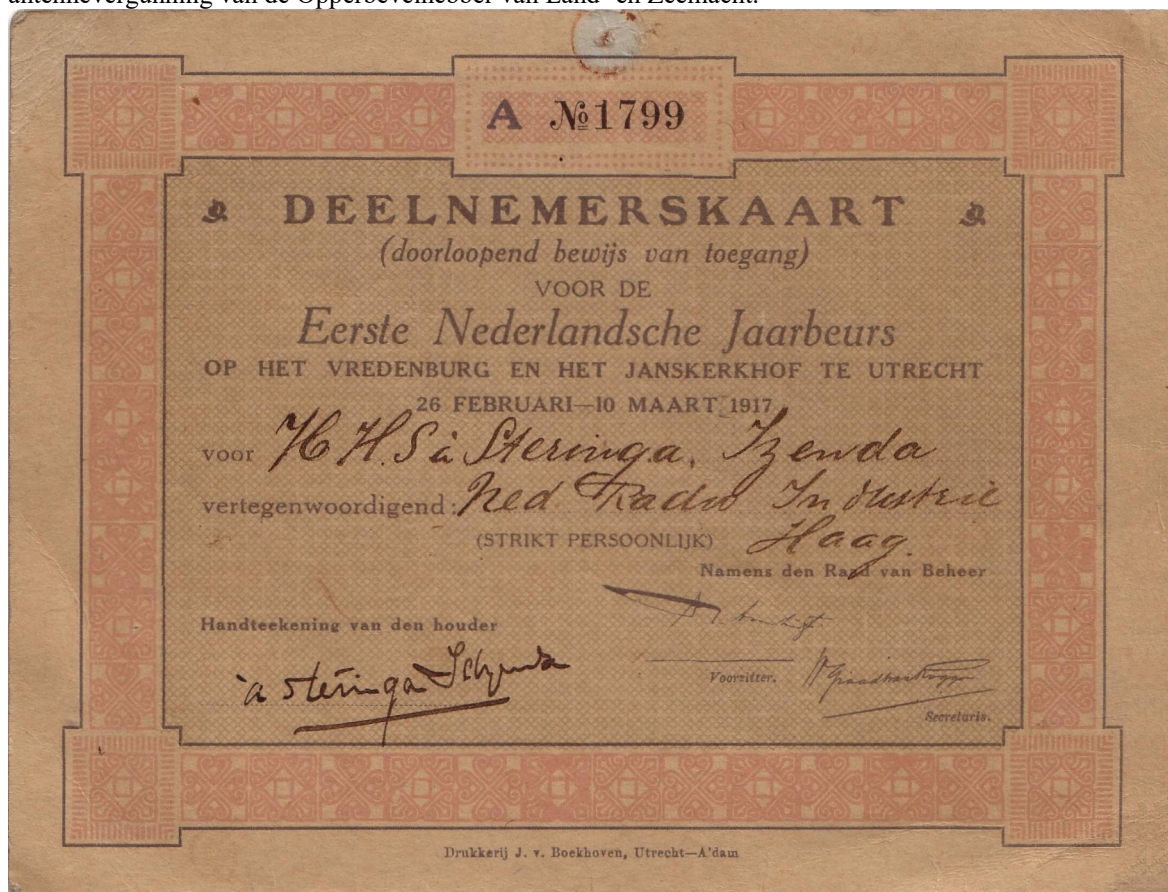 antennevergunning van de Opperbevelhebber van Land- en Zeemacht.
A №1799
DEELNEMERSKAART
(doorloopend bewijs van toegang)
VOOR DE
Eerste Nederlandsche Jaarbeurs
OP HET VREDENBURG EN HET JANSKERKHOF TE UTRECHT
26 FEBRUARI—10 MAART 1917
voor H.H.S à Steringa, Izenda
vertegenwoordigend: Ned Radio Industrie
(STRIKT PERSOONLIJK) Haag.
Namens den Raad van Beheer
Handteekening van den houder
à Steringa Idzerda
Voorzitter.
Secretaris.
Drukkerij J. v. Boekhoven, Utrecht—A'dam